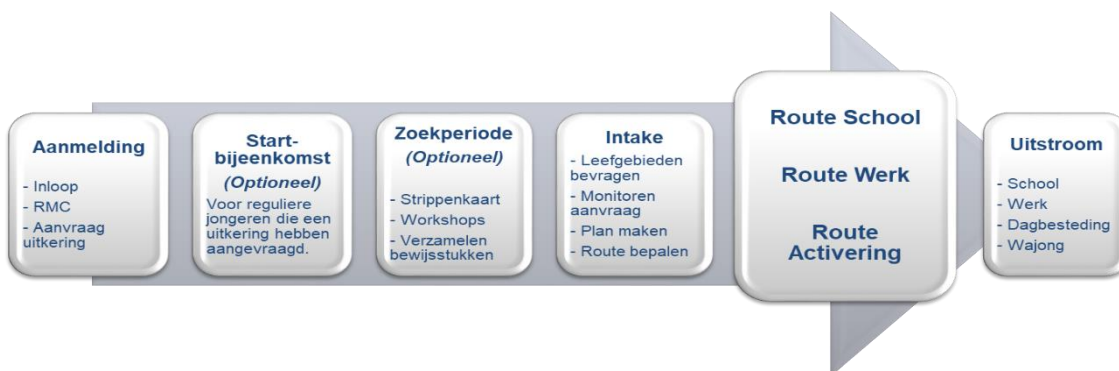 Aanmelding
- Inloop
- RMC
- Aanvraag
uitkering
Start-
bijeenkomst
(Optioneel)
Voor reguliere
jongeren die een
uitkering hebben
aangevraagd.
Zoekperiode
(Optioneel)
- Strippenkaart
- Workshops
- Verzamelen
bewijsstukken
Intake
- Leefgebieden
bevragen
- Monitoren
aanvraag
- Plan maken
- Route bepalen
Route School
Route Werk
Route
Activering
Uitstroom
- School
- Werk
- Dagbesteding
- Wajong